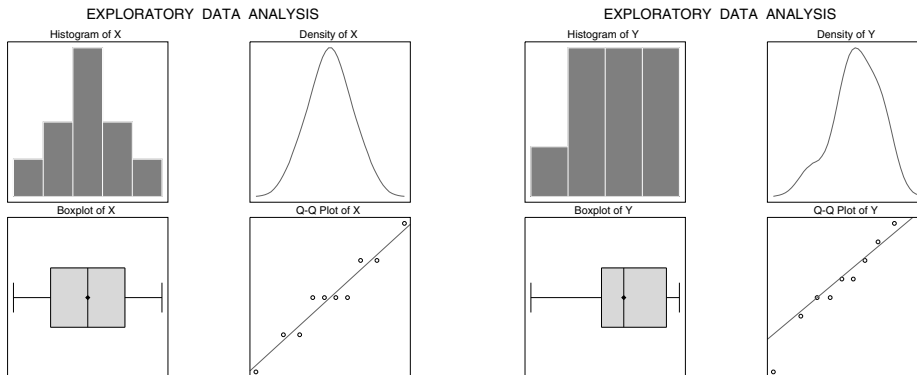 EXPLORATORY DATA ANALYSIS
Histogram of X
Density of X
Boxplot of X
Q-Q Plot of X
EXPLORATORY DATA ANALYSIS
Histogram of Y
Density of Y
Boxplot of Y
Q-Q Plot of Y